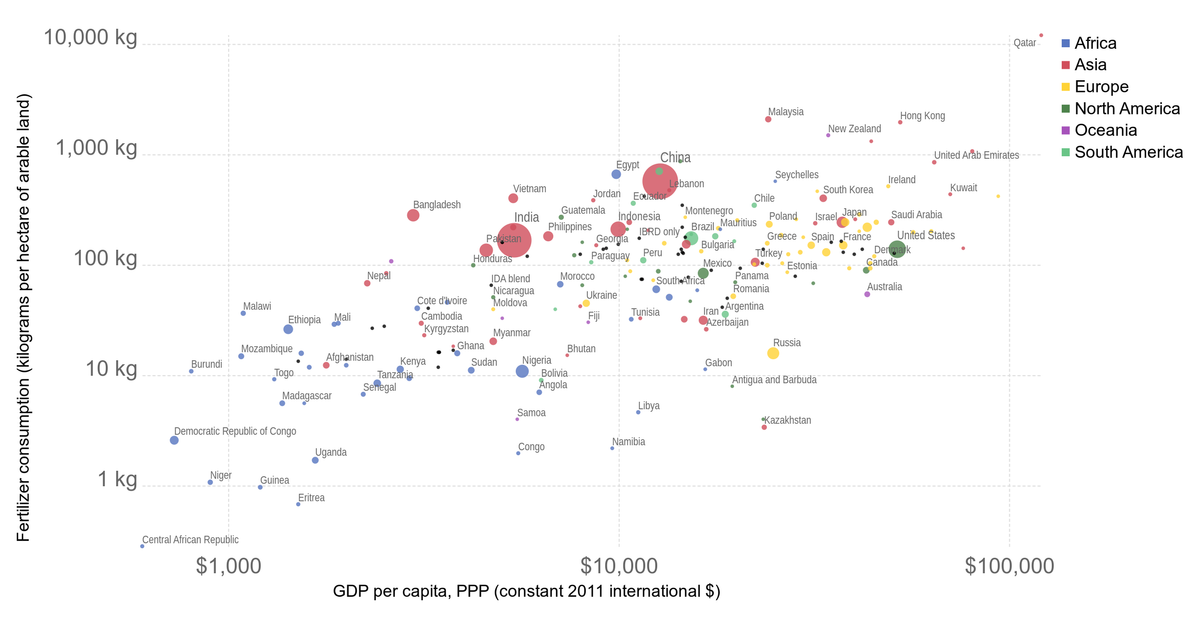 10,000 kg
1,000 kg
100 kg
10 kg
1 kg
Fertilizer consumption (kilograms per hectare of arable land)
$1,000
$10,000
$100,000
GDP per capita, PPP (constant 2011 international $)
Africa
Asia
Europe
North America
Oceania
South America
Qatar
Malaysia
Hong Kong
New Zealand
China
United Arab Emirates
Egypt
Seychelles
Lebanon
Ireland
Vietnam
Jordan
Ecuador
Chile
South Korea
Kuwait
Bangladesh
Guatemala
Montenegro
India
Indonesia
Mauritius
Poland
Israel
Japan
Saudi Arabia
Philippines
IBRD only
Brazil
Pakistan
Georgia
Bulgaria
Greece
Spain
France
United States
Honduras
Paraguay
Peru
Turkey
Denmark
Mexico
Estonia
Canada
Nepal
IDA blend
Morocco
South Africa
Panama
Nicaragua
Ukraine
Romania
Australia
Malawi
Cote d'Ivoire
Moldova
Argentina
Ethiopia
Mali
Cambodia
Fiji
Tunisia
Iran
Kyrgyzstan
Azerbaijan
Myanmar
Mozambique
Afghanistan
Ghana
Bhutan
Russia
Burundi
Togo
Kenya
Sudan
Nigeria
Gabon
Tanzania
Bolivia
Antigua and Barbuda
Senegal
Angola
Madagascar
Samoa
Libya
Kazakhstan
Democratic Republic of Congo
Uganda
Congo
Namibia
Niger
Guinea
Eritrea
Central African Republic